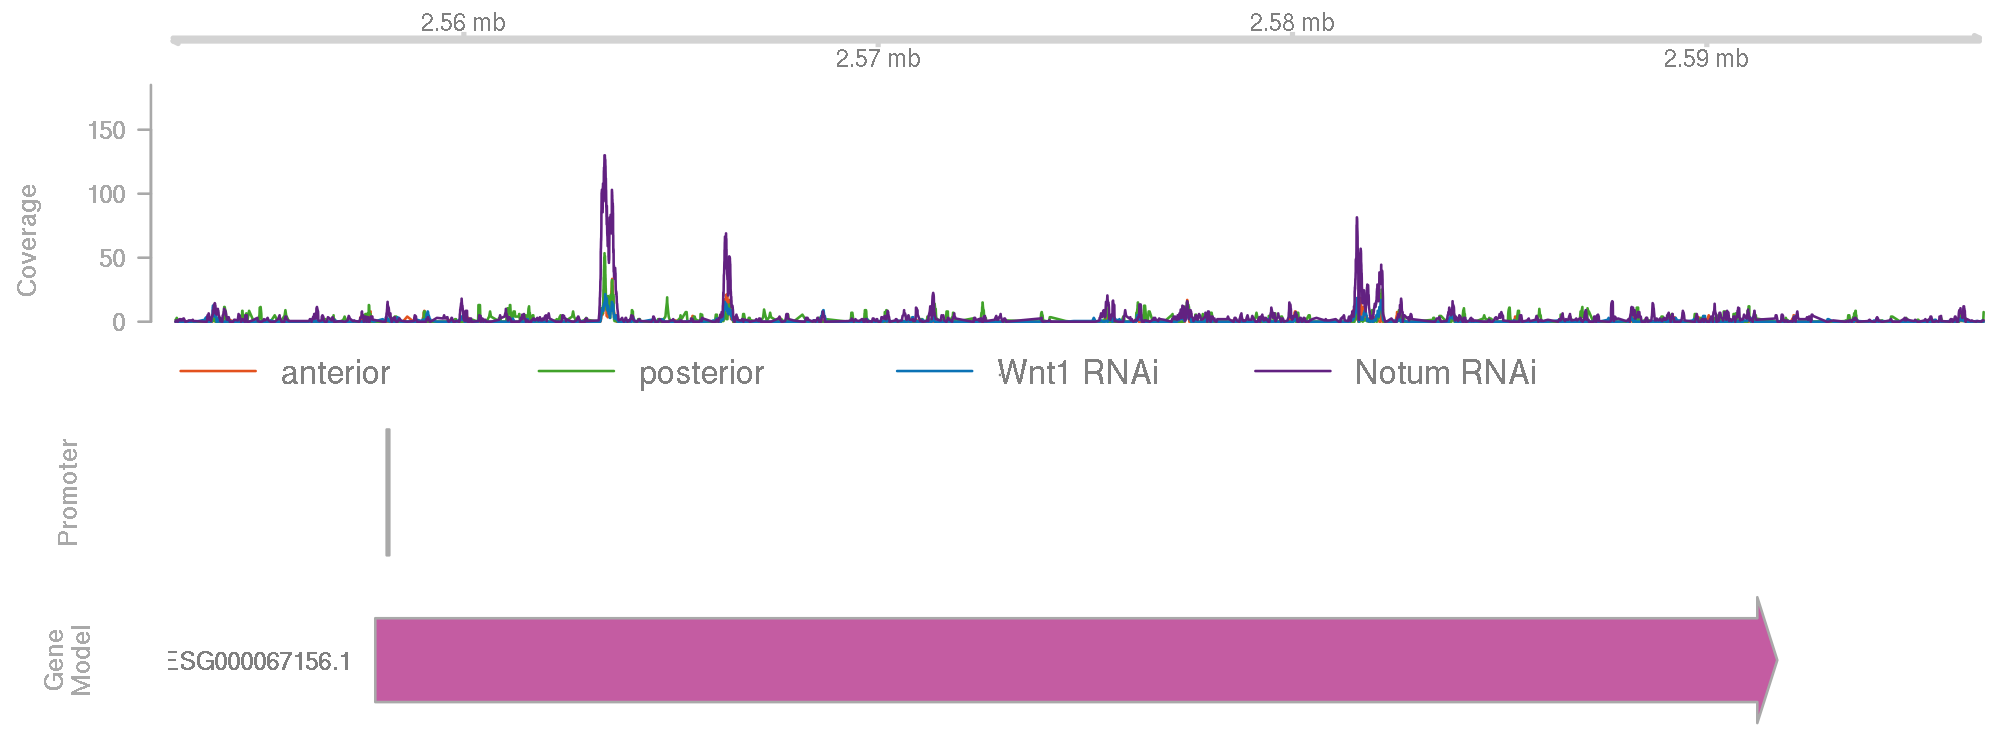 2.56 mb
2.58 mb
2.57 mb
2.59 mb
Coverage
150
100
50
0
anterior
posterior
Wnt1 RNAi
Notum RNAi
Promoter
Gene
Model
ESG000067156.1